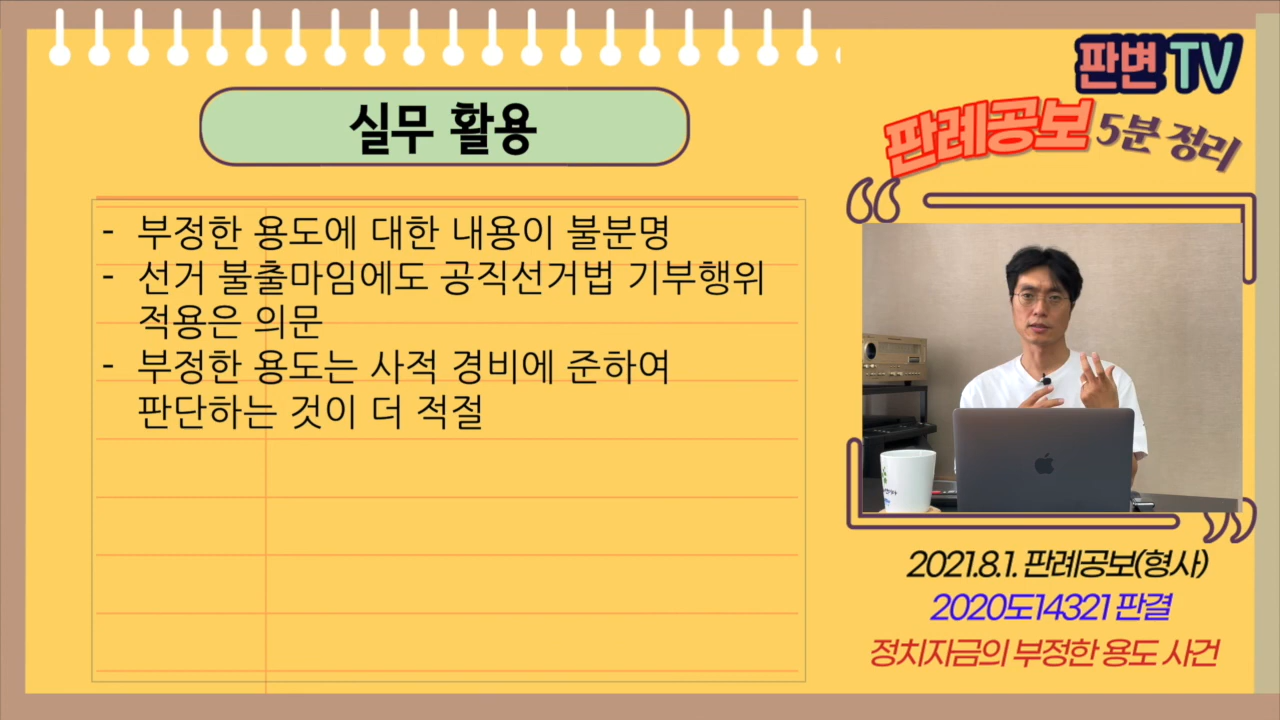 실무 활용
- 부정한 용도에 대한 내용이 불분명
- 선거 불출마임에도 공직선거법 기부행위
적용은 의문
- 부정한 용도는 사적 경비에 준하여
판단하는 것이 더 적절
판변 TV
판례공보 5분 정리
2021.8.1. 판례공보(형사)
2020도14321 판결
정치자금의 부정한 용도 사건